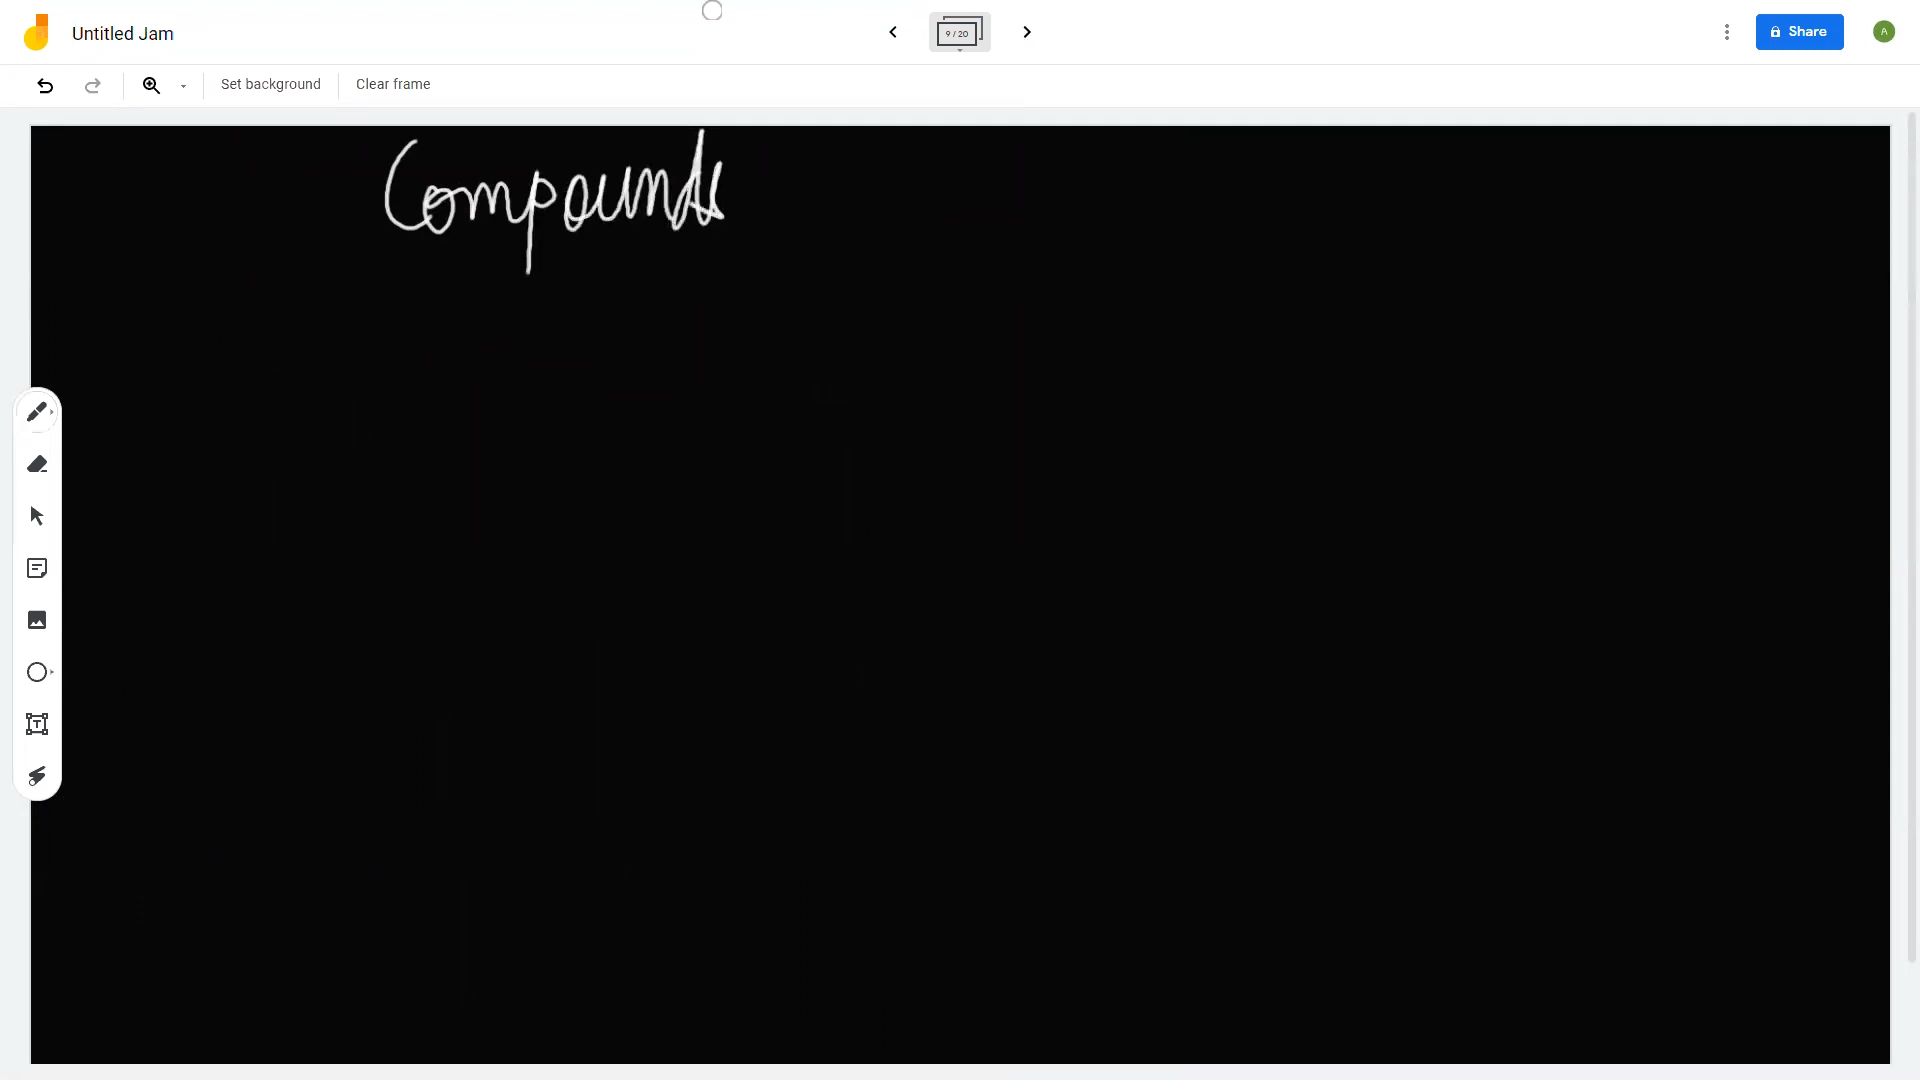 Untitled Jam
9 / 20
Share
A
Set background
Clear frame
Compounds
T